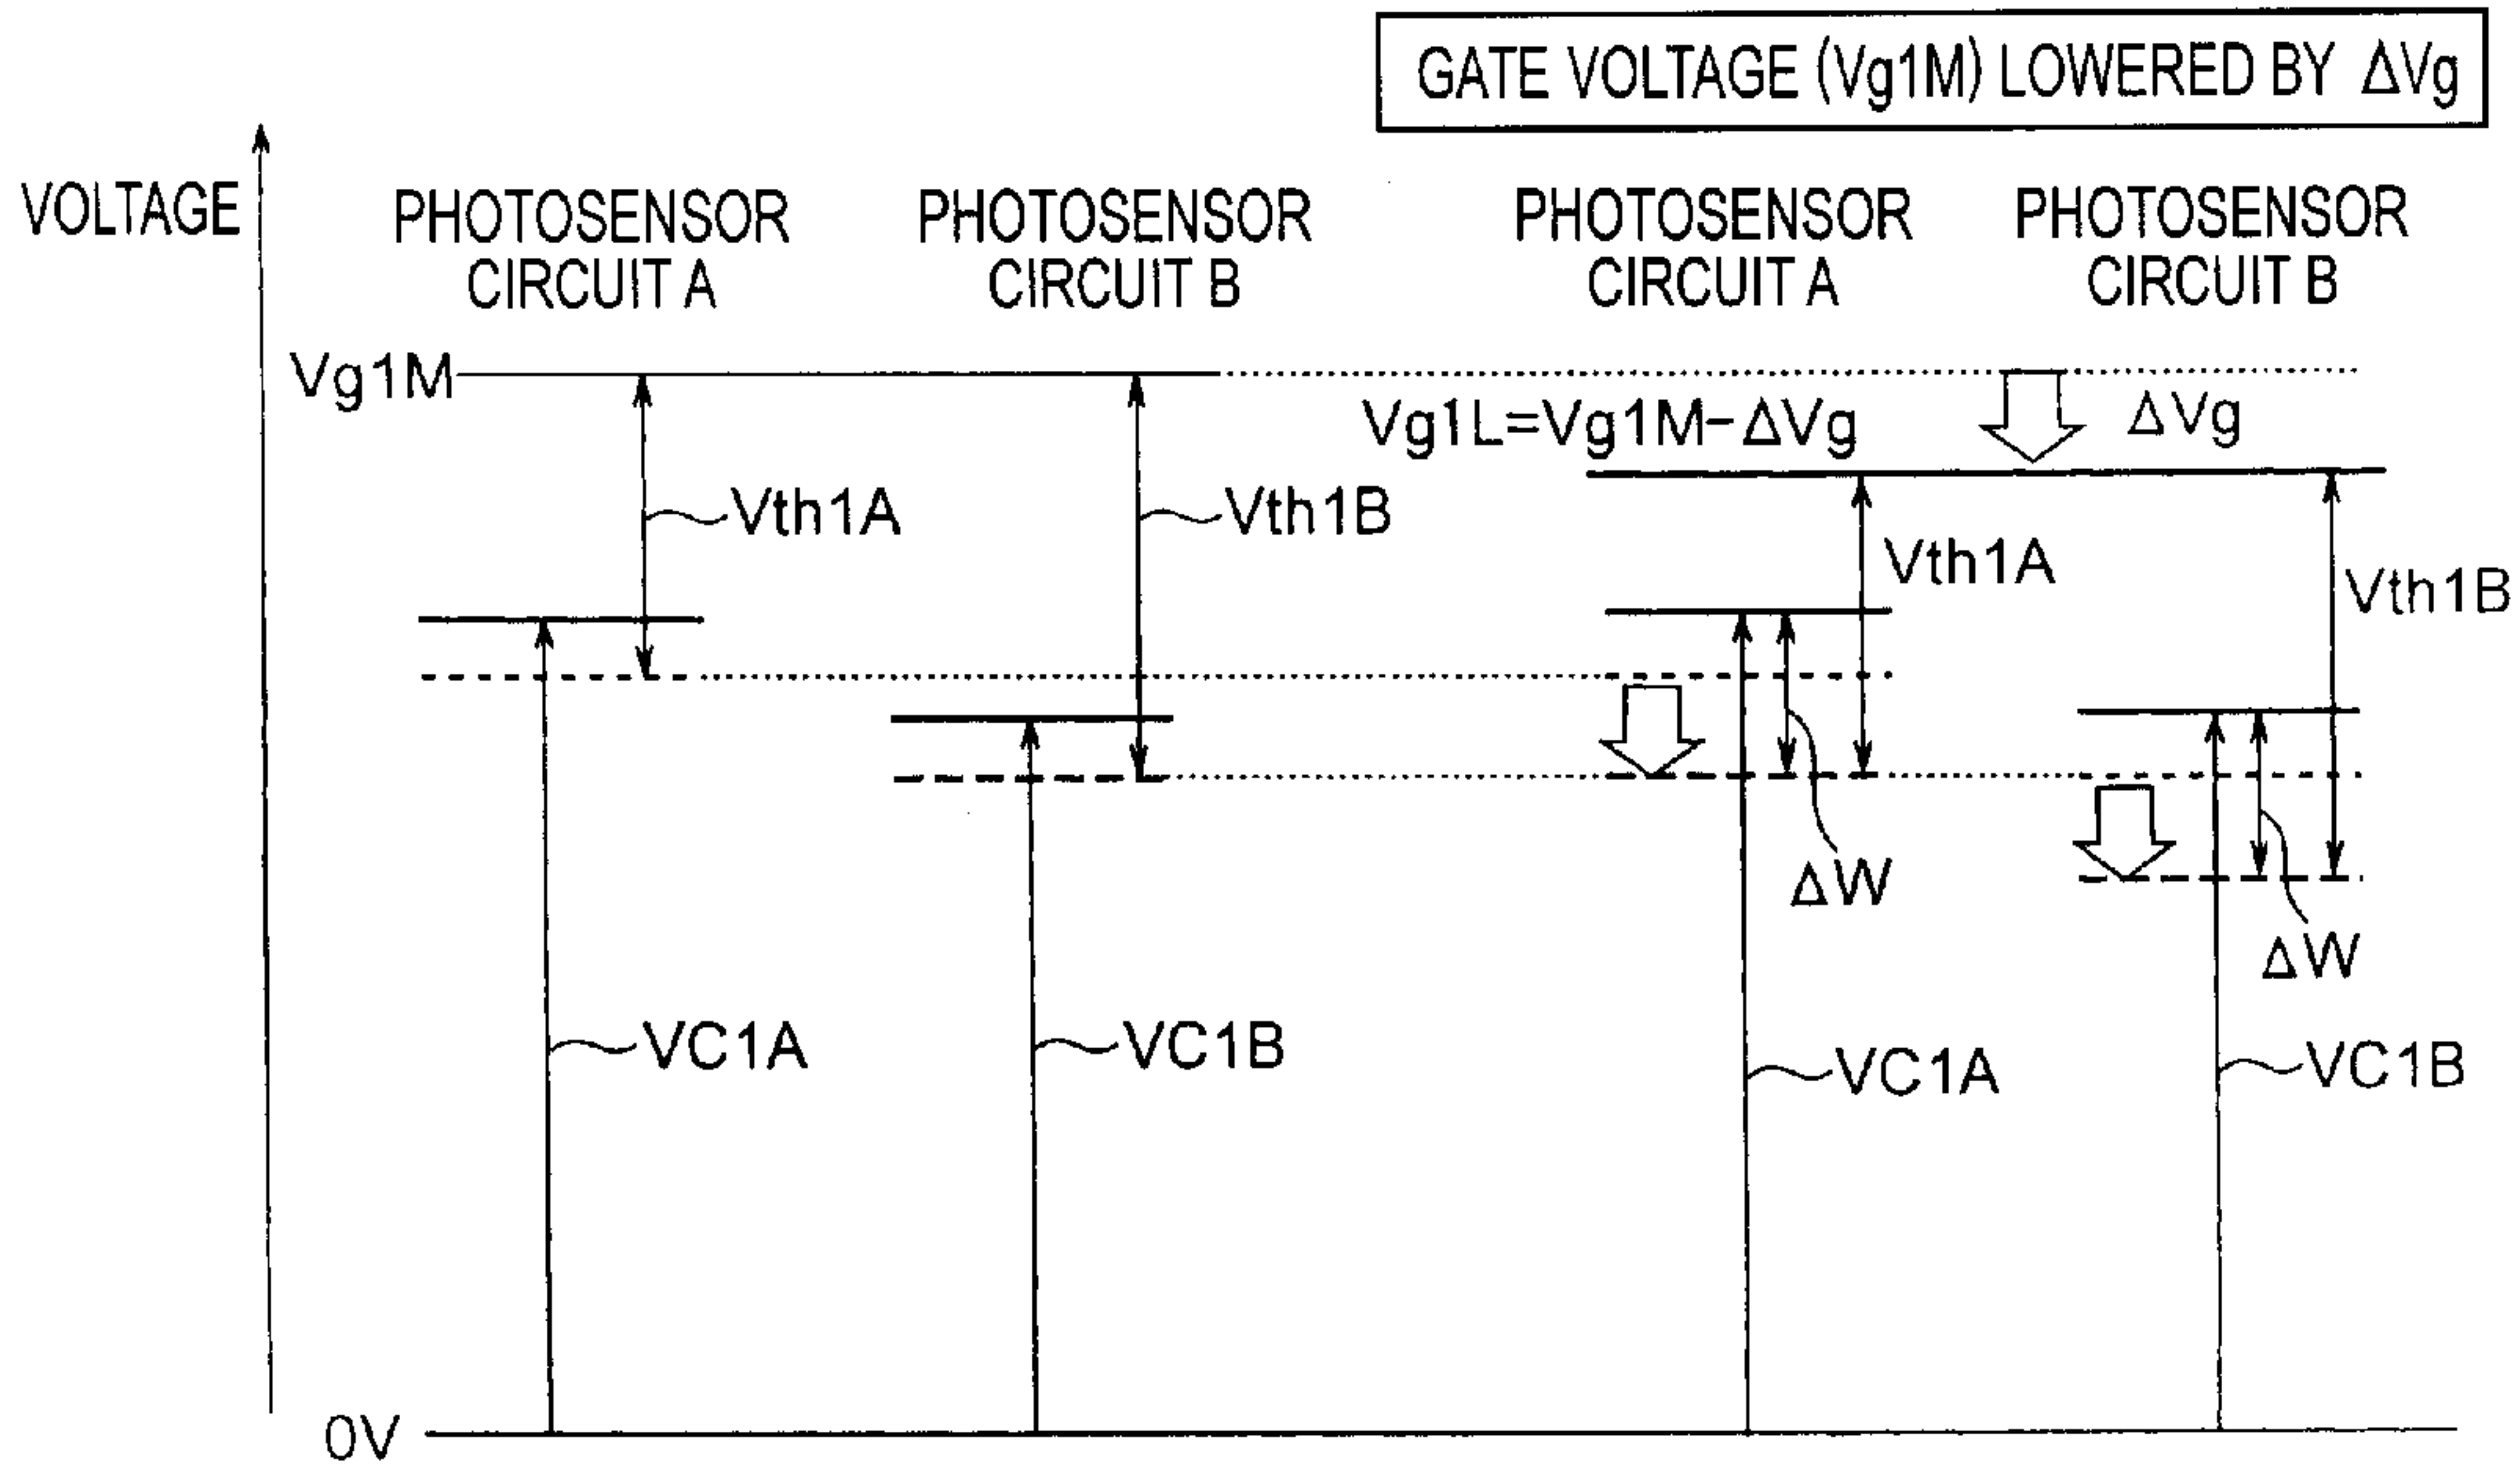 GATE VOLTAGE (Vg1M) LOWERED BY ΔVg
VOLTAGE
PHOTOSENSOR
CIRCUIT A
PHOTOSENSOR
CIRCUIT B
PHOTOSENSOR
CIRCUIT A
PHOTOSENSOR
CIRCUIT B
Vg1M
Vg1L=Vg1M-ΔVg
ΔVg
Vth1A
Vth1B
Vth1A
Vth1B
ΔW
ΔW
VC1A
VC1B
VC1A
VC1B
0V